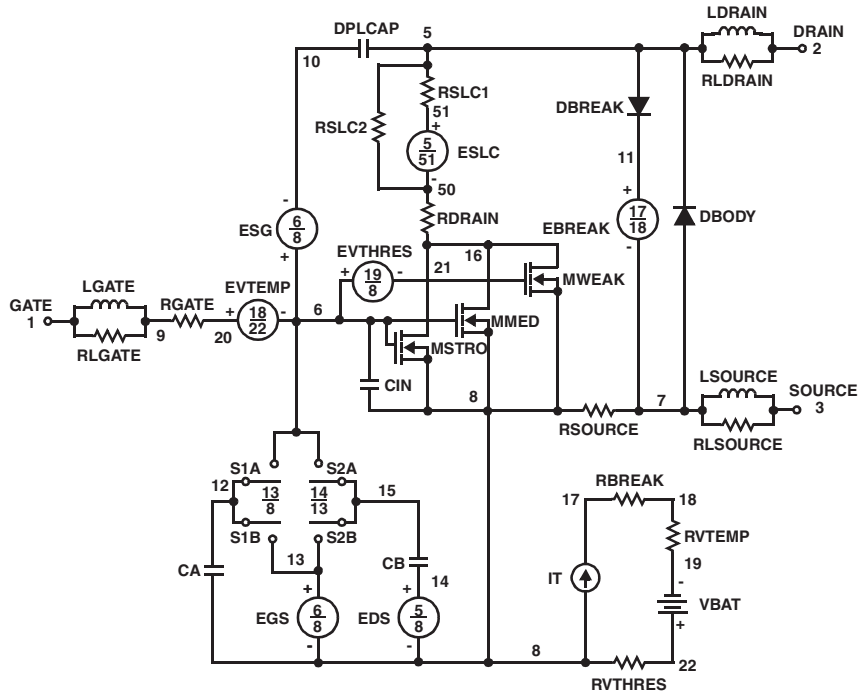 LDRAIN
DPLCAP 5 DRAIN
10 2
RSLC1 RLDRAIN
51 DBREAK
RSLC2 +
5
51
ESLC
11
-
50
- +
ESG 6
8
RDRAIN EBREAK 17
18
DBODY
+ EVTHRES 16 -
+ 19
8
- 21 MWEAK
LGATE EVTEMP
GATE RGATE + - 6
1 18
22
MMED
9 20 MSTRO
RLGATE
CIN LSOURCE
8 7 SOURCE
3
RSOURCE
RLSOURCE
S1A S2A
12 13
8
14
13
15 RBREAK
17 18
S1B S2B RVTEMP
13 CB 19
CA IT -
+ + 14
EGS 6
8
EDS 5
8
VBAT
+
- -
8 22
RVTHRES